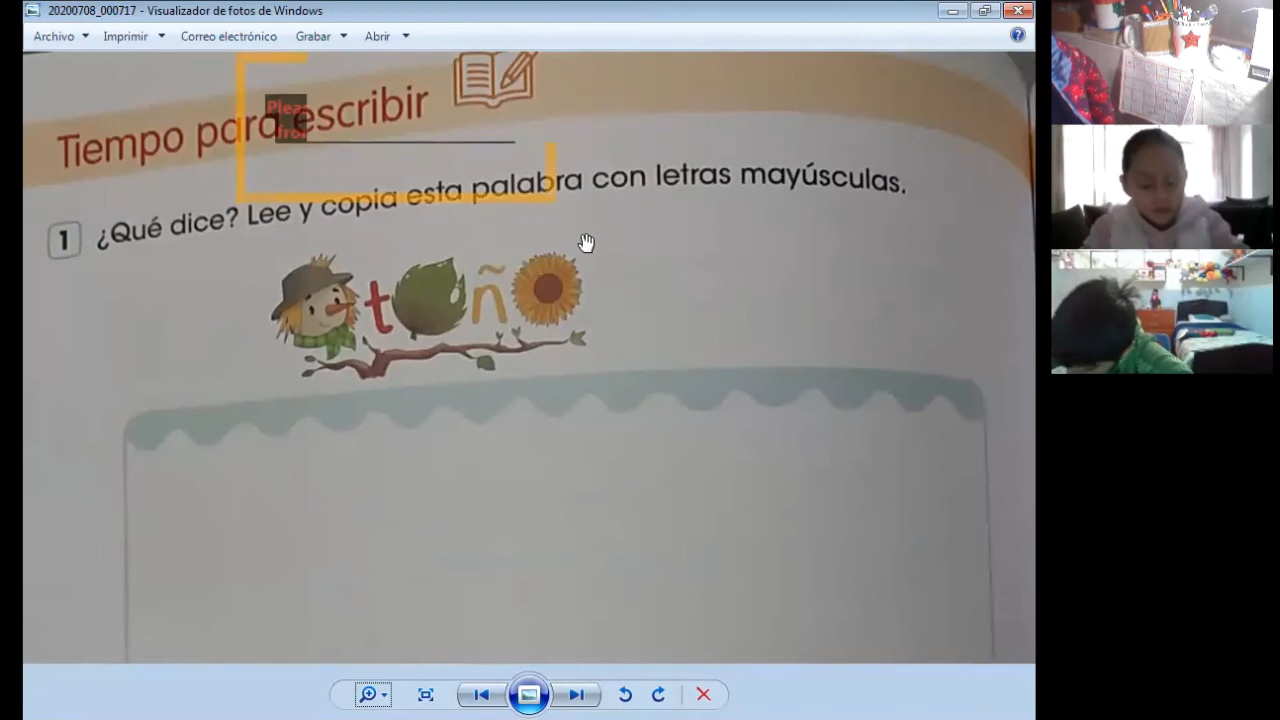 20200708_000717 - Visualizador de fotos de Windows
Archivo Imprimir Correo electrónico Grabar Abrir
Tiempo para escribir
1 ¿Qué dice? Lee y copia esta palabra con letras mayúsculas.
otoño